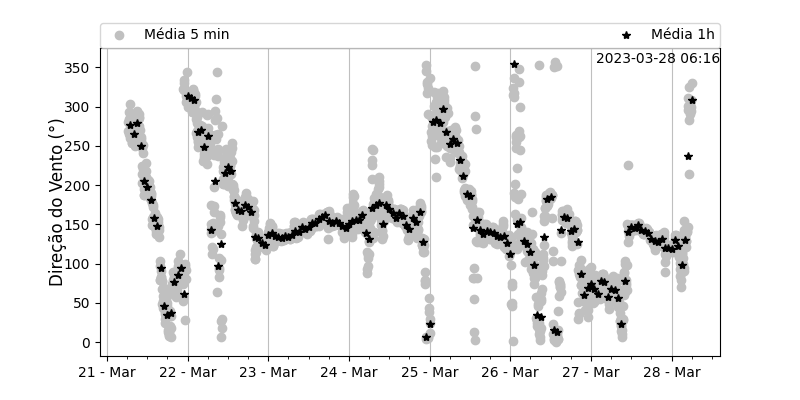 Média 5 min
Média 1h
2023-03-28 06:16
Direção do Vento (°)
350
300
250
200
150
100
50
0
21 - Mar
22 - Mar
23 - Mar
24 - Mar
25 - Mar
26 - Mar
27 - Mar
28 - Mar